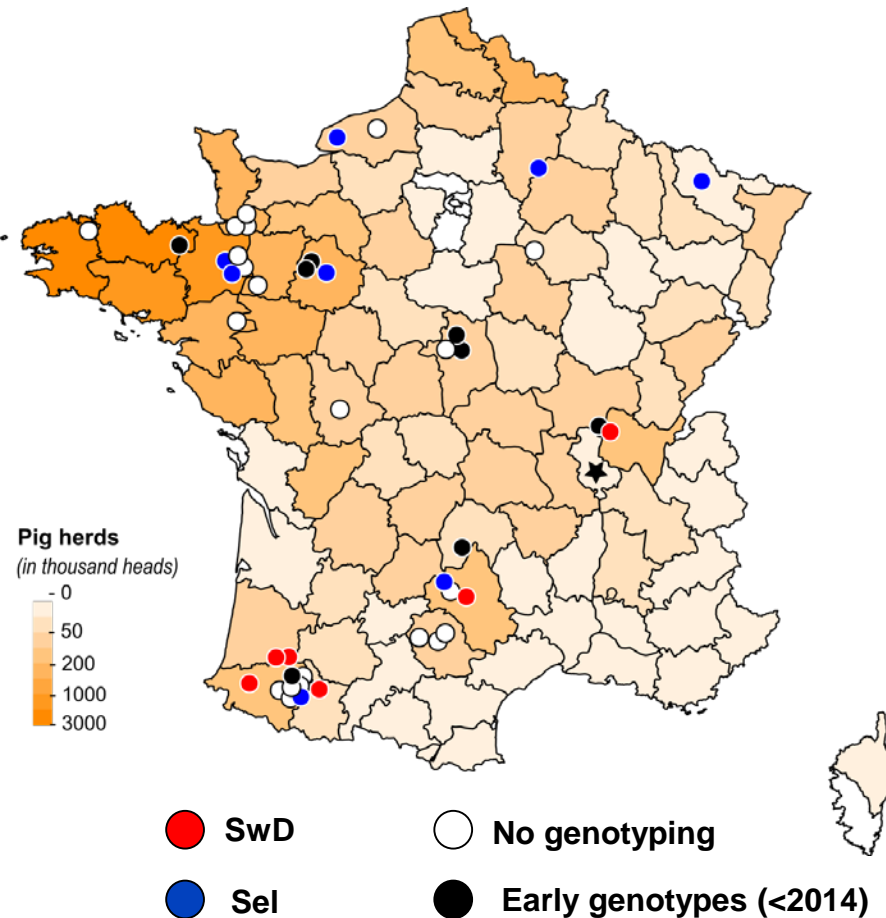 Pig herds
(in thousand heads)
0
50
200
1000
3000
SwD
No genotyping
Sel
Early genotypes (<2014)